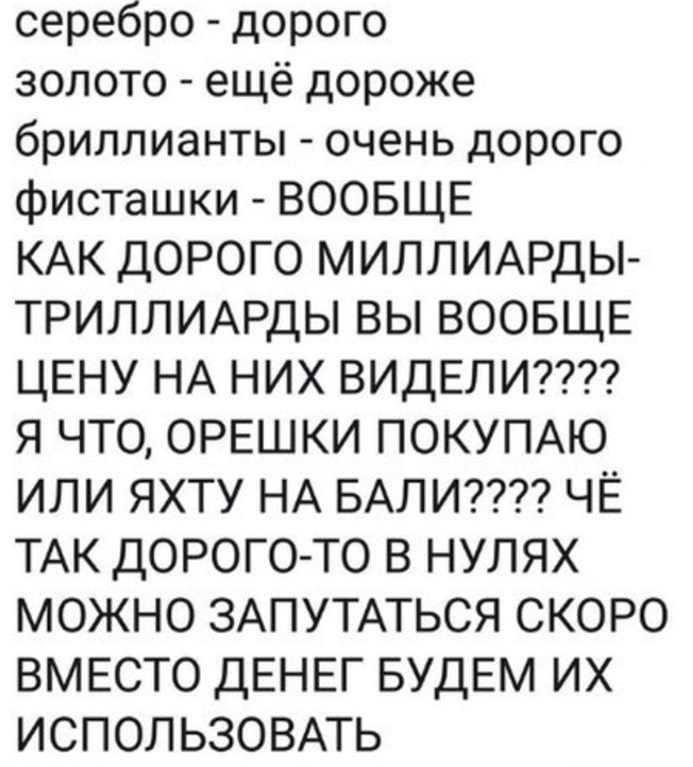 серебро - дорого
золото - ещё дороже
бриллианты - очень дорого
фисташки - ВООБЩЕ
КАК ДОРОГО МИЛЛИАРДЫ-
ТРИЛЛИАРДЫ ВЫ ВООБЩЕ
ЦЕНУ НА НИХ ВИДЕЛИ????
Я ЧТО, ОРЕШКИ ПОКУПАЮ
ИЛИ ЯХТУ НА БАЛИ???? ЧЁ
ТАК ДОРОГО-ТО В НУЛЯХ
МОЖНО ЗАПУТАТЬСЯ СКОРО
ВМЕСТО ДЕНЕГ БУДЕМ ИХ
ИСПОЛЬЗОВАТЬ